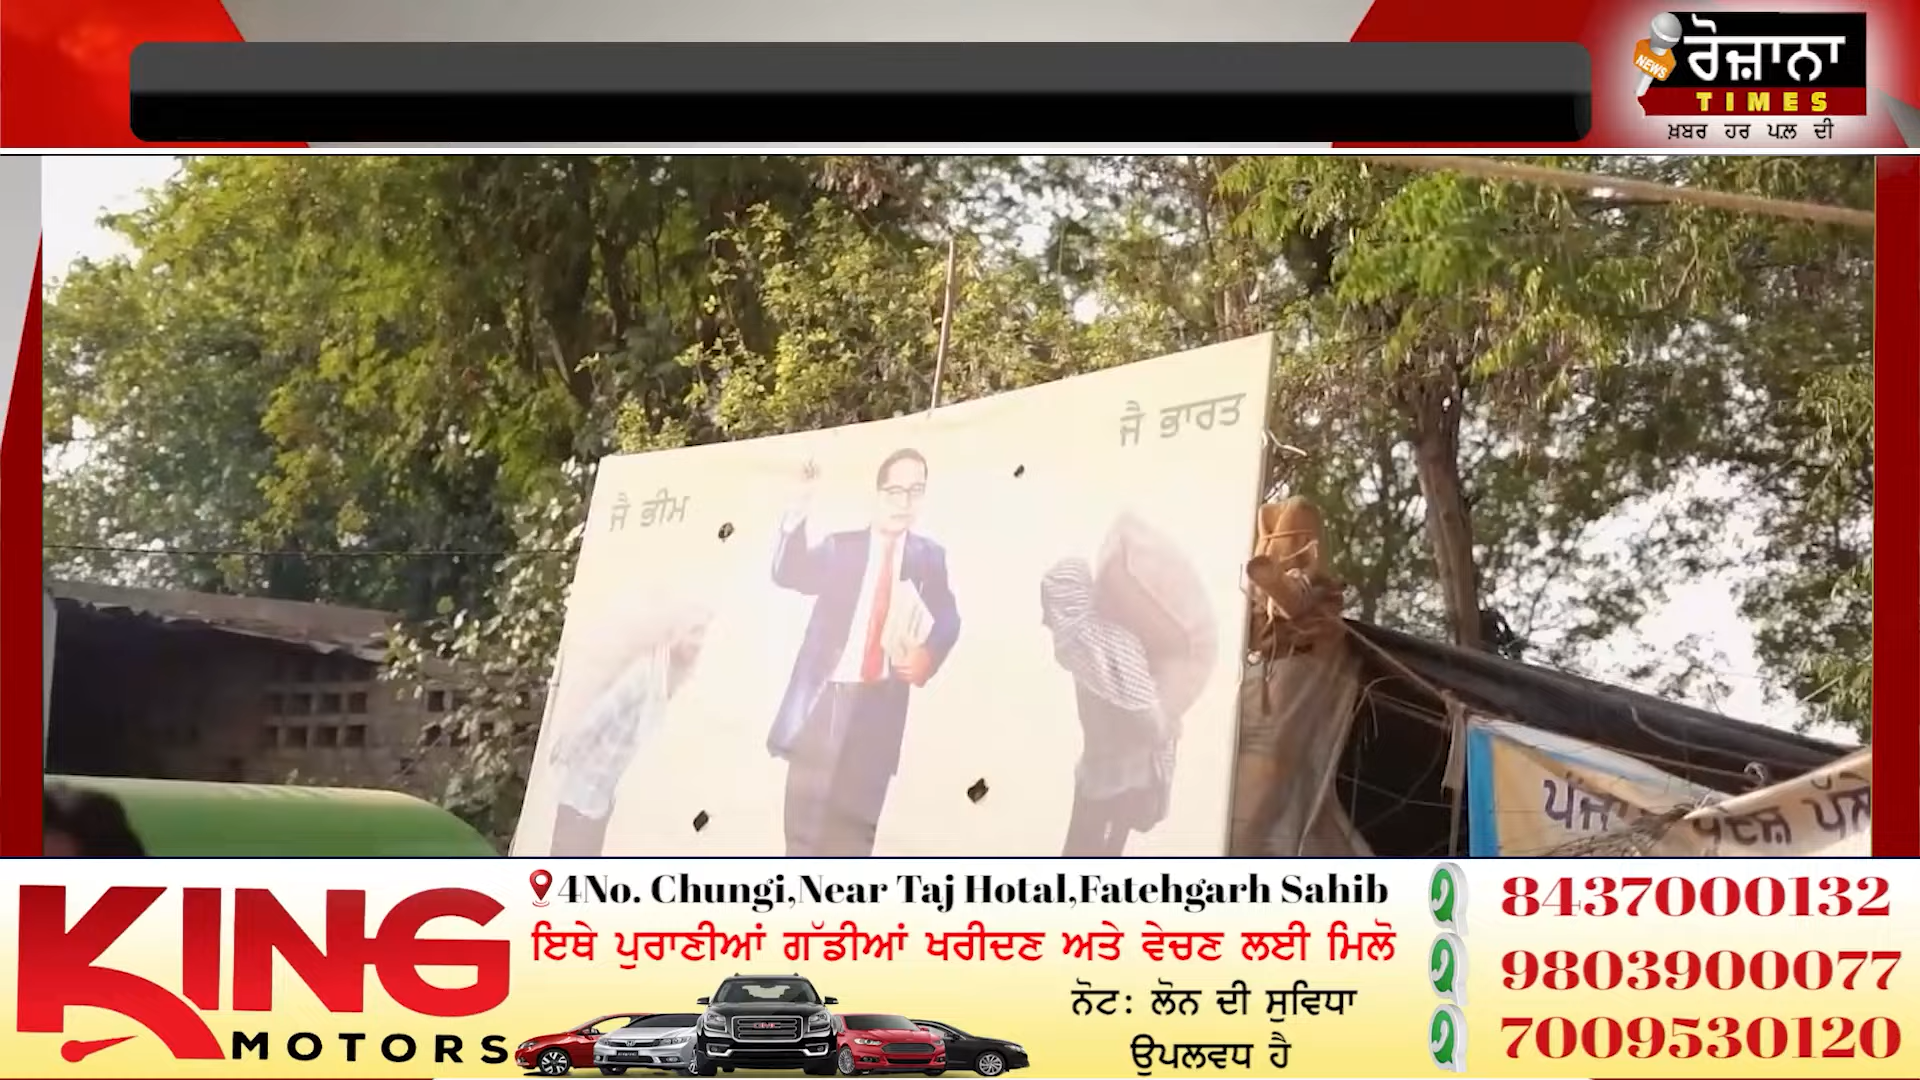 ਰੋਜ਼ਾਨਾ
NEWS
TIMES
ਖ਼ਬਰ ਹਰ ਪਲ ਦੀ
ਜੈ ਭਾਰਤ
ਜੈ ਭੀਮ
KING
MOTORS
4No. Chungi,Near Taj Hotal,Fatehgarh Sahib
ਇਥੇ ਪੁਰਾਣੀਆਂ ਗੱਡੀਆਂ ਖਰੀਦਣ ਅਤੇ ਵੇਚਣ ਲਈ ਮਿਲੋ
ਨੋਟ: ਲੋਨ ਦੀ ਸੁਵਿਧਾ
ਉਪਲਵਧ ਹੈ
8437000132
9803900077
7009530120